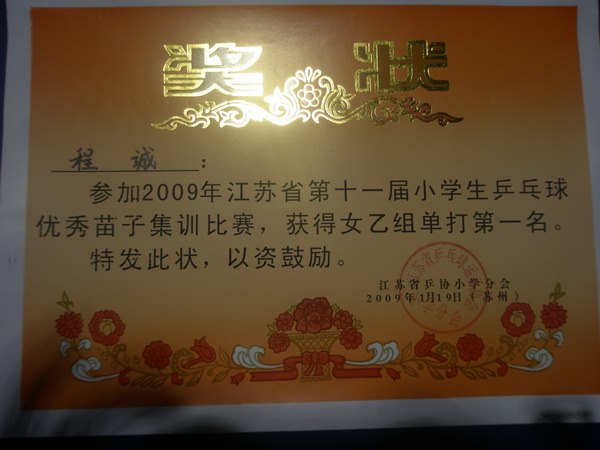 奖状
程 诚 :
参加2009年江苏省第十一届小学生乒乓球
优秀苗子集训比赛，获得女乙组单打第一名。
特发此状，以资鼓励。
江苏省乒协小学分会
2009年1月19日（苏州）